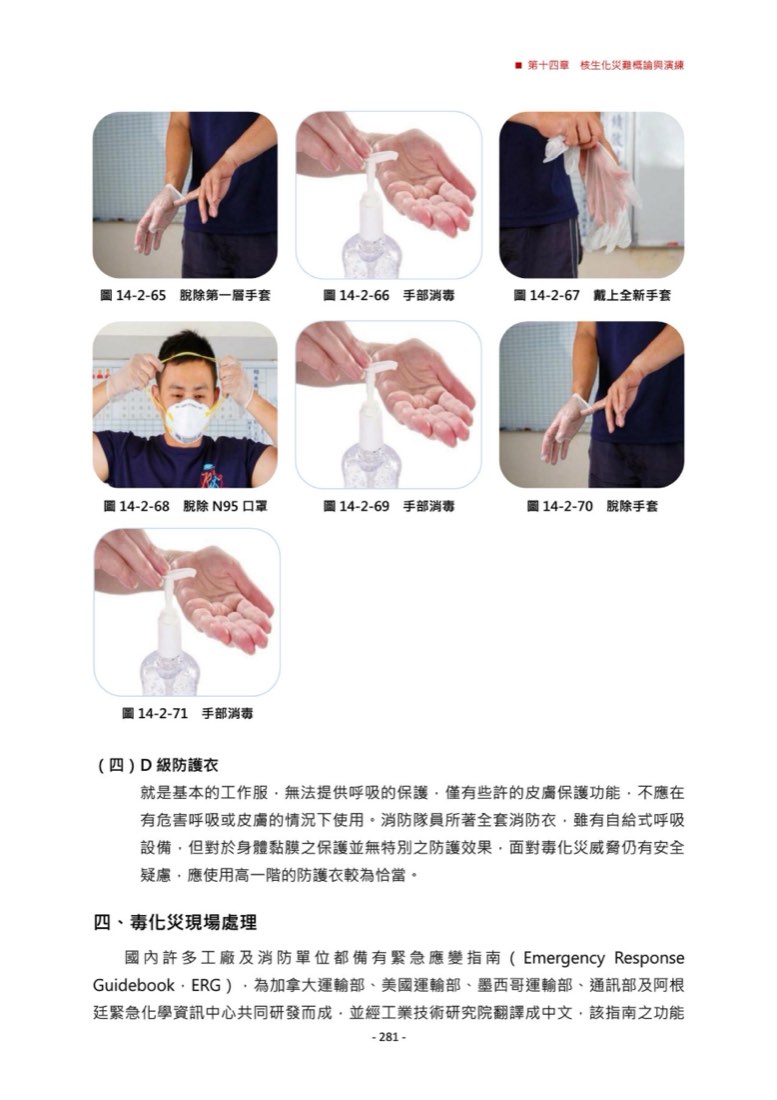 ■ 第十四章　核生化災難概論與演練
圖 14-2-65　脫除第一層手套
圖 14-2-66　手部消毒
圖 14-2-67　戴上全新手套
圖 14-2-68　脫除 N95 口罩
圖 14-2-69　手部消毒
圖 14-2-70　脫除手套
圖 14-2-71　手部消毒
（四）D 級防護衣
就是基本的工作服，無法提供呼吸的保護，僅有些許的皮膚保護功能，不應在
有危害呼吸或皮膚的情況下使用。消防隊員所著全套消防衣，雖有自給式呼吸
設備，但對於身體黏膜之保護並無特別之防護效果，面對毒化災威脅仍有安全
疑慮，應使用高一階的防護衣較為恰當。
四、毒化災現場處理
國內許多工廠及消防單位都備有緊急應變指南（Emergency Response
Guidebook，ERG），為加拿大運輸部、美國運輸部、墨西哥運輸部、通訊部及阿根
廷緊急化學資訊中心共同研發而成，並經工業技術研究院翻譯成中文，該指南之功能
- 281 -